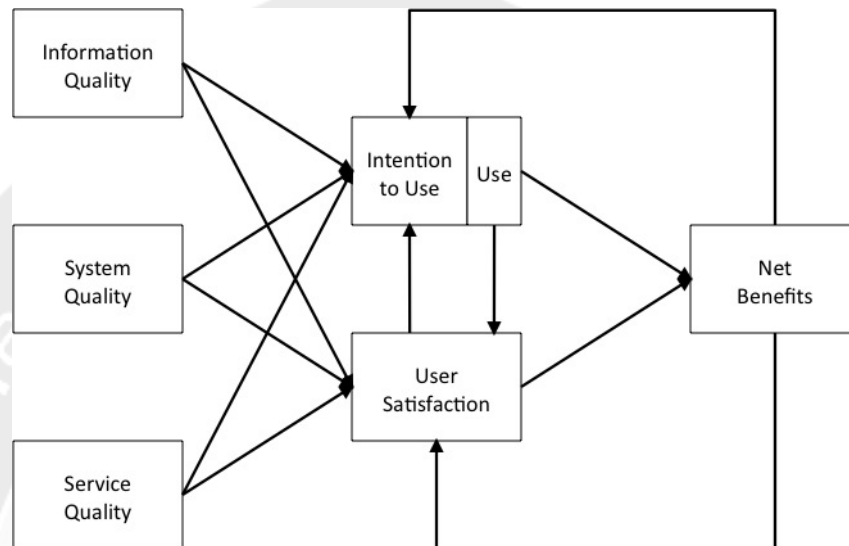 Information
Quality
Intention
to Use
Use
System
Quality
Net
Benefits
User
Satisfaction
Service
Quality